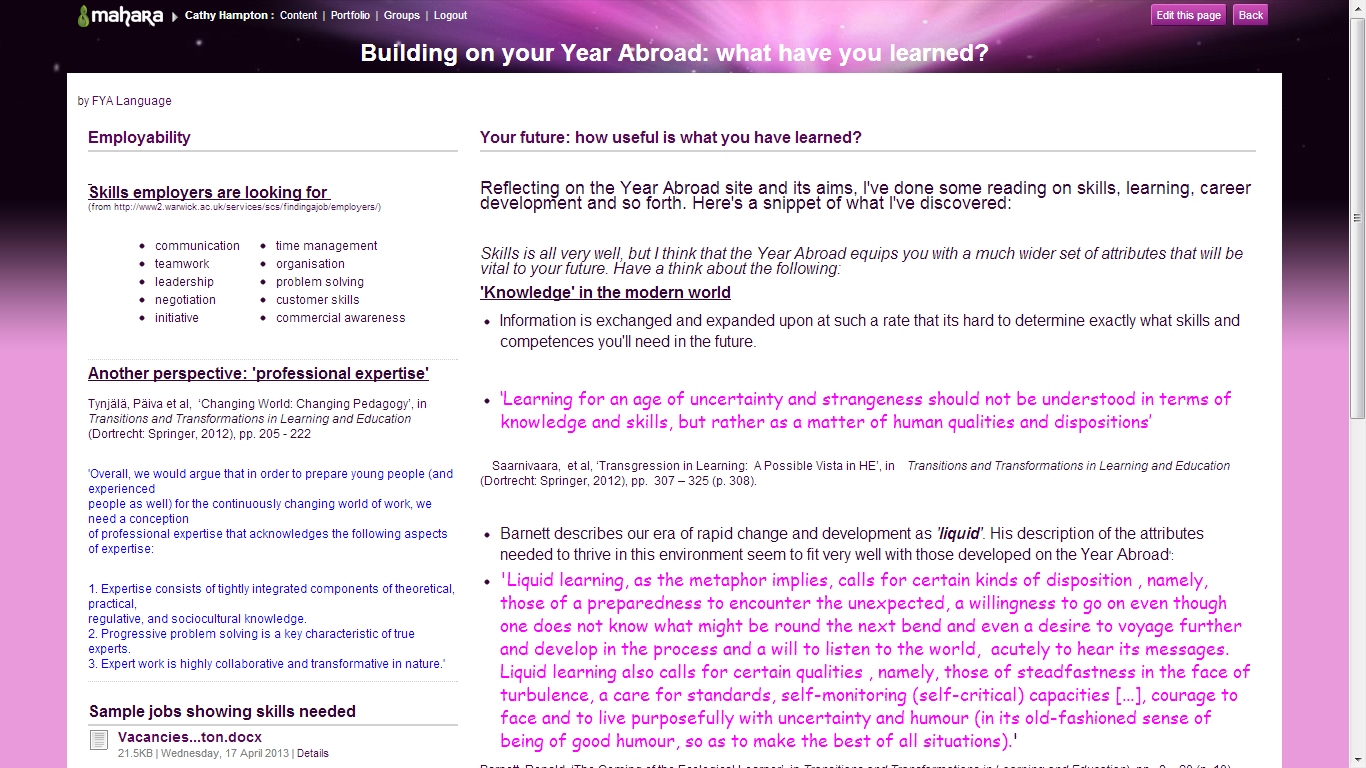 mahara Cathy Hampton : Content | Portfolio | Groups | Logout
Edit this page Back
Building on your Year Abroad: what have you learned?
by FYA Language
Employability
Skills employers are looking for
(from http://www2.warwick.ac.uk/services/scs/findingajob/employers/)
• communication
• teamwork
• leadership
• negotiation
• initiative
• time management
• organisation
• problem solving
• customer skills
• commercial awareness
Another perspective: 'professional expertise'
Tynjälä, Päiva et al, ‘Changing World: Changing Pedagogy’, in
Transitions and Transformations in Learning and Education
(Dortrecht: Springer, 2012), pp. 205 - 222
'Overall, we would argue that in order to prepare young people (and
experienced
people as well) for the continuously changing world of work, we
need a conception
of professional expertise that acknowledges the following aspects
of expertise:
1. Expertise consists of tightly integrated components of theoretical,
practical,
regulative, and sociocultural knowledge.
2. Progressive problem solving is a key characteristic of true
experts.
3. Expert work is highly collaborative and transformative in nature.'
Sample jobs showing skills needed
Vacancies...ton.docx
21.5KB | Wednesday, 17 April 2013 | Details
Your future: how useful is what you have learned?
Reflecting on the Year Abroad site and its aims, I've done some reading on skills, learning, career
development and so forth. Here's a snippet of what I've discovered:
Skills is all very well, but I think that the Year Abroad equips you with a much wider set of attributes that will be
vital to your future. Have a think about the following:
'Knowledge' in the modern world
• Information is exchanged and expanded upon at such a rate that its hard to determine exactly what skills and
competences you'll need in the future.
• ‘Learning for an age of uncertainty and strangeness should not be understood in terms of
knowledge and skills, but rather as a matter of human qualities and dispositions’
Saarnivaara, et al, ‘Transgression in Learning: A Possible Vista in HE’, in Transitions and Transformations in Learning and Education
(Dortrecht: Springer, 2012), pp. 307 – 325 (p. 308).
• Barnett describes our era of rapid change and development as 'liquid'. His description of the attributes
needed to thrive in this environment seem to fit very well with those developed on the Year Abroad:
• 'Liquid learning, as the metaphor implies, calls for certain kinds of disposition , namely,
those of a preparedness to encounter the unexpected, a willingness to go on even though
one does not know what might be round the next bend and even a desire to voyage further
and develop in the process and a will to listen to the world, acutely to hear its messages.
Liquid learning also calls for certain qualities , namely, those of steadfastness in the face of
turbulence, a care for standards, self-monitoring (self-critical) capacities […], courage to
face and to live purposefully with uncertainty and humour (in its old-fashioned sense of
being of good humour, so as to make the best of all situations).'